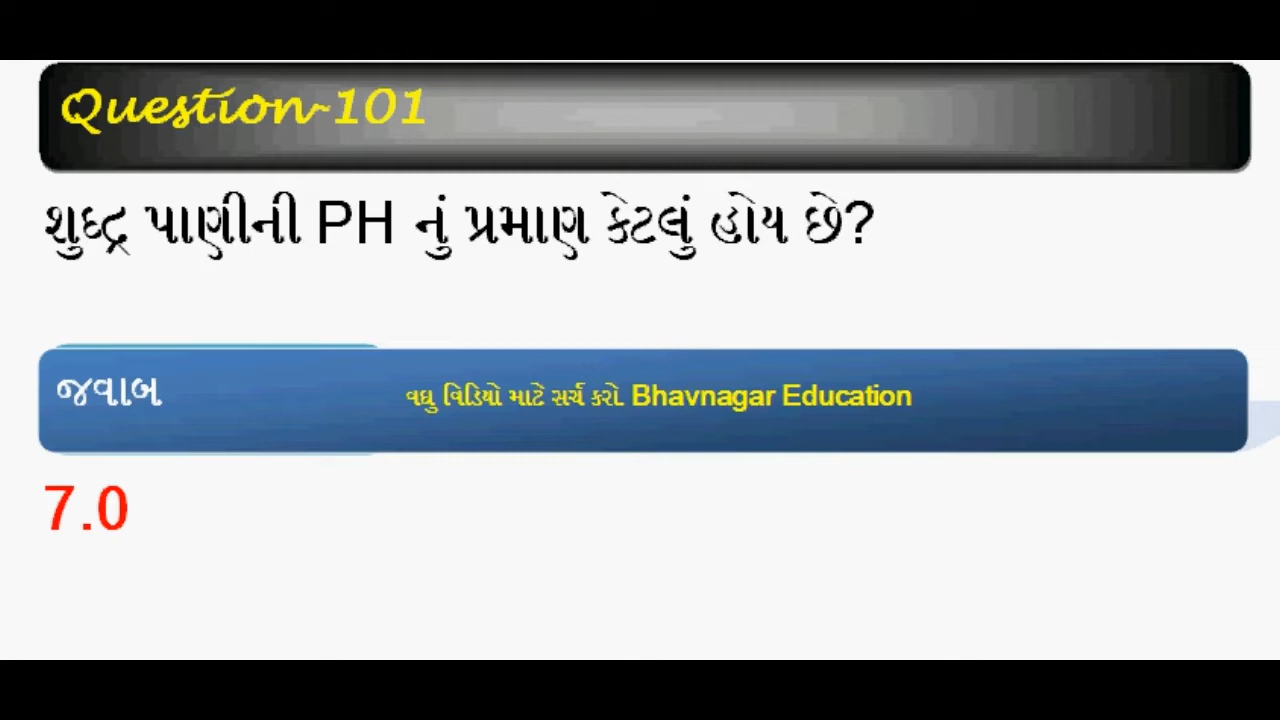 Question-101
શુધ્દ્ર પાણીની PH નું પ્રમાણ કેટલું હોય છે?
જવાબ
વધુ વિડિયો માટે સર્ચ કરો. Bhavnagar Education
7.0